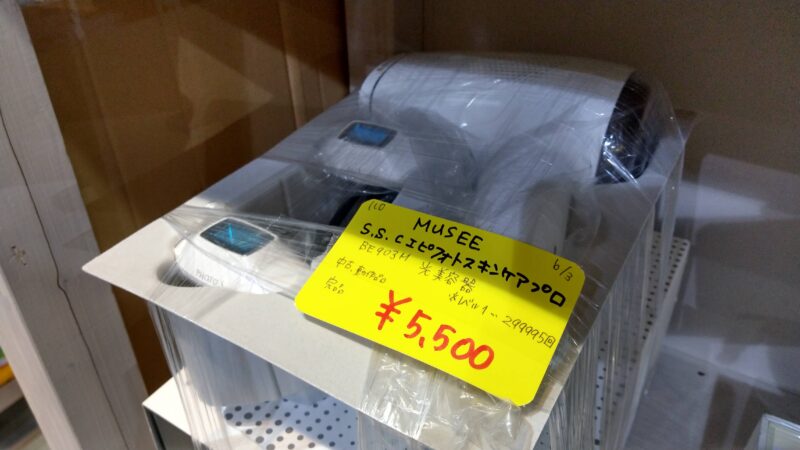 110
MUSEE
S.S.C エピフォトスキンケアプロ
6/3
BE903H 光美容器
中古、動作品
完品
※レベル1… 299995回
¥5,500